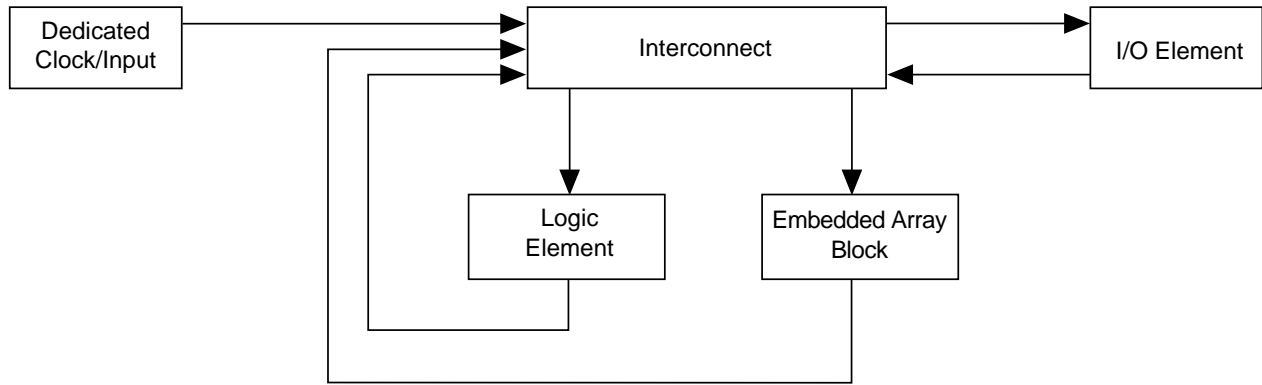 Dedicated
Clock/Input
Interconnect
I/O Element
Logic
Element
Embedded Array
Block